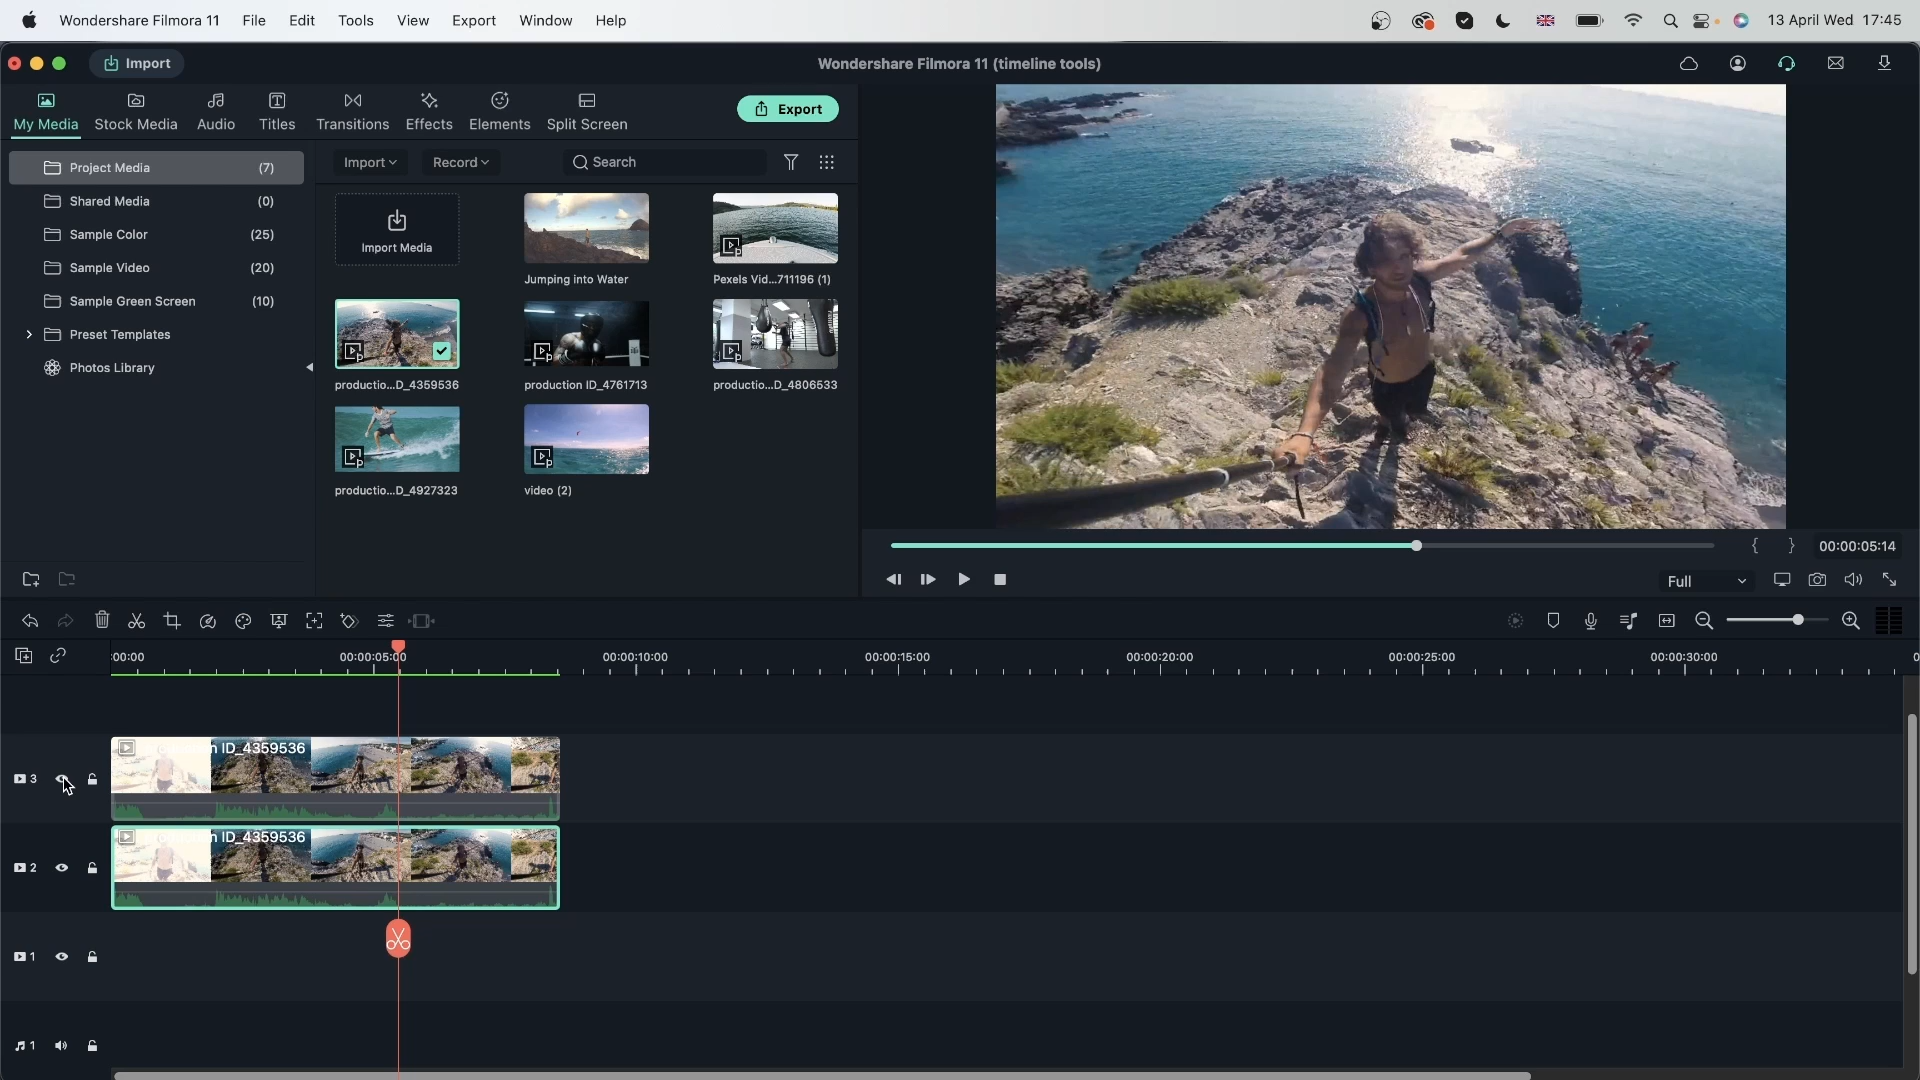 Wondershare Filmora 11 File Edit Tools View Export Window Help 13 April Wed 17:45
Import Wondershare Filmora 11 (timeline tools)
My Media Stock Media Audio Titles Transitions Effects Elements Split Screen Export
Project Media (7)
Shared Media (0)
Sample Color (25)
Sample Video (20)
Sample Green Screen (10)
Preset Templates
Photos Library
Import Record Search
Import Media
Jumping into Water
Pexels Vid...711196 (1)
productio...D_4359536
production ID_4761713
productio...D_4806533
productio...D_4927323
video (2)
{ } 00:00:05:14
Full
:00:00 00:00:05:00 00:00:10:00 00:00:15:00 00:00:20:00 00:00:25:00 00:00:30:00
3
ID_4359536
2
ID_4359536
1
1